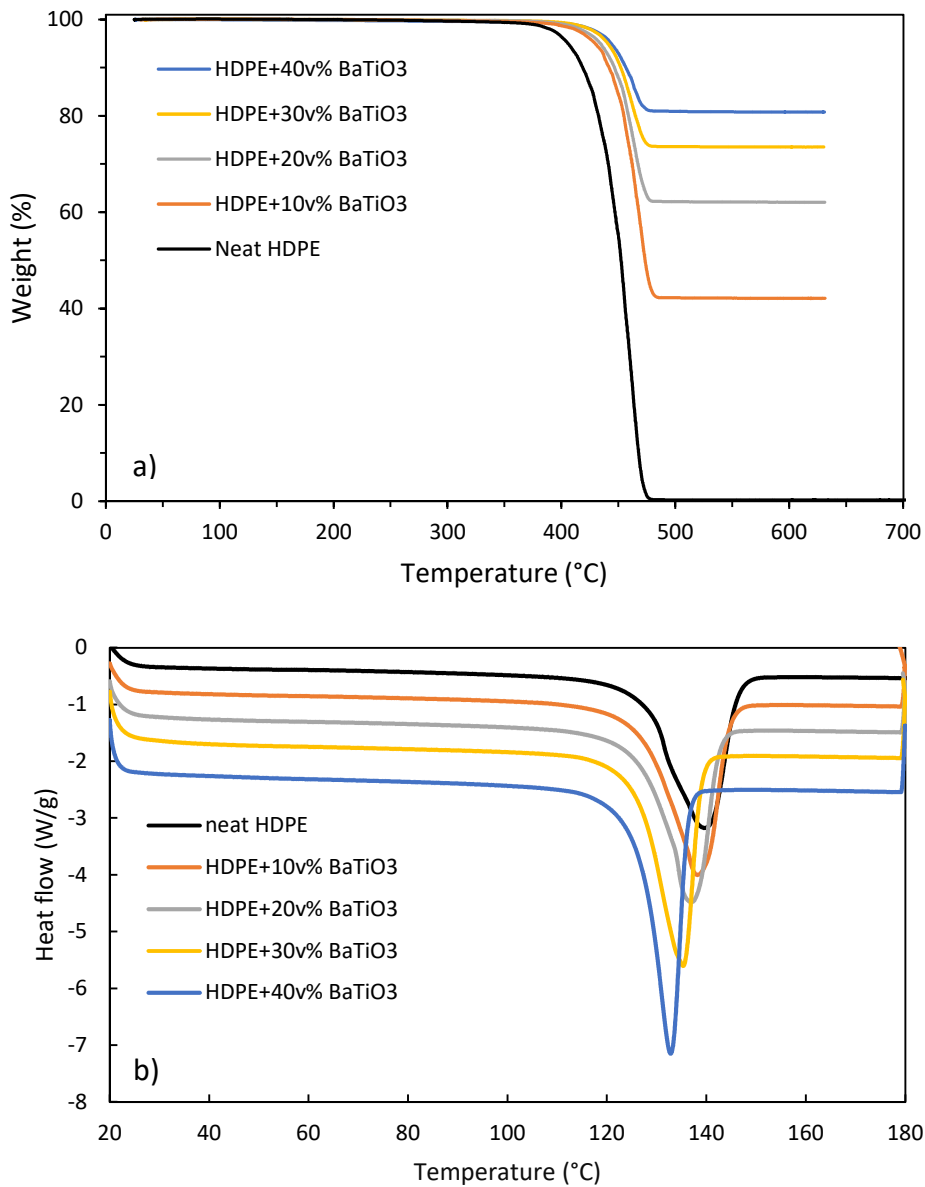 100
80
60
40
20
0
Weight (%)
HDPE+40v% BaTiO3
HDPE+30v% BaTiO3
HDPE+20v% BaTiO3
HDPE+10v% BaTiO3
Neat HDPE
a)
0 100 200 300 400 500 600 700
Temperature (°C)
0
-1
-2
-3
-4
-5
-6
-7
-8
Heat flow (W/g)
neat HDPE
HDPE+10v% BaTiO3
HDPE+20v% BaTiO3
HDPE+30v% BaTiO3
HDPE+40v% BaTiO3
b)
20 40 60 80 100 120 140 160 180
Temperature (°C)